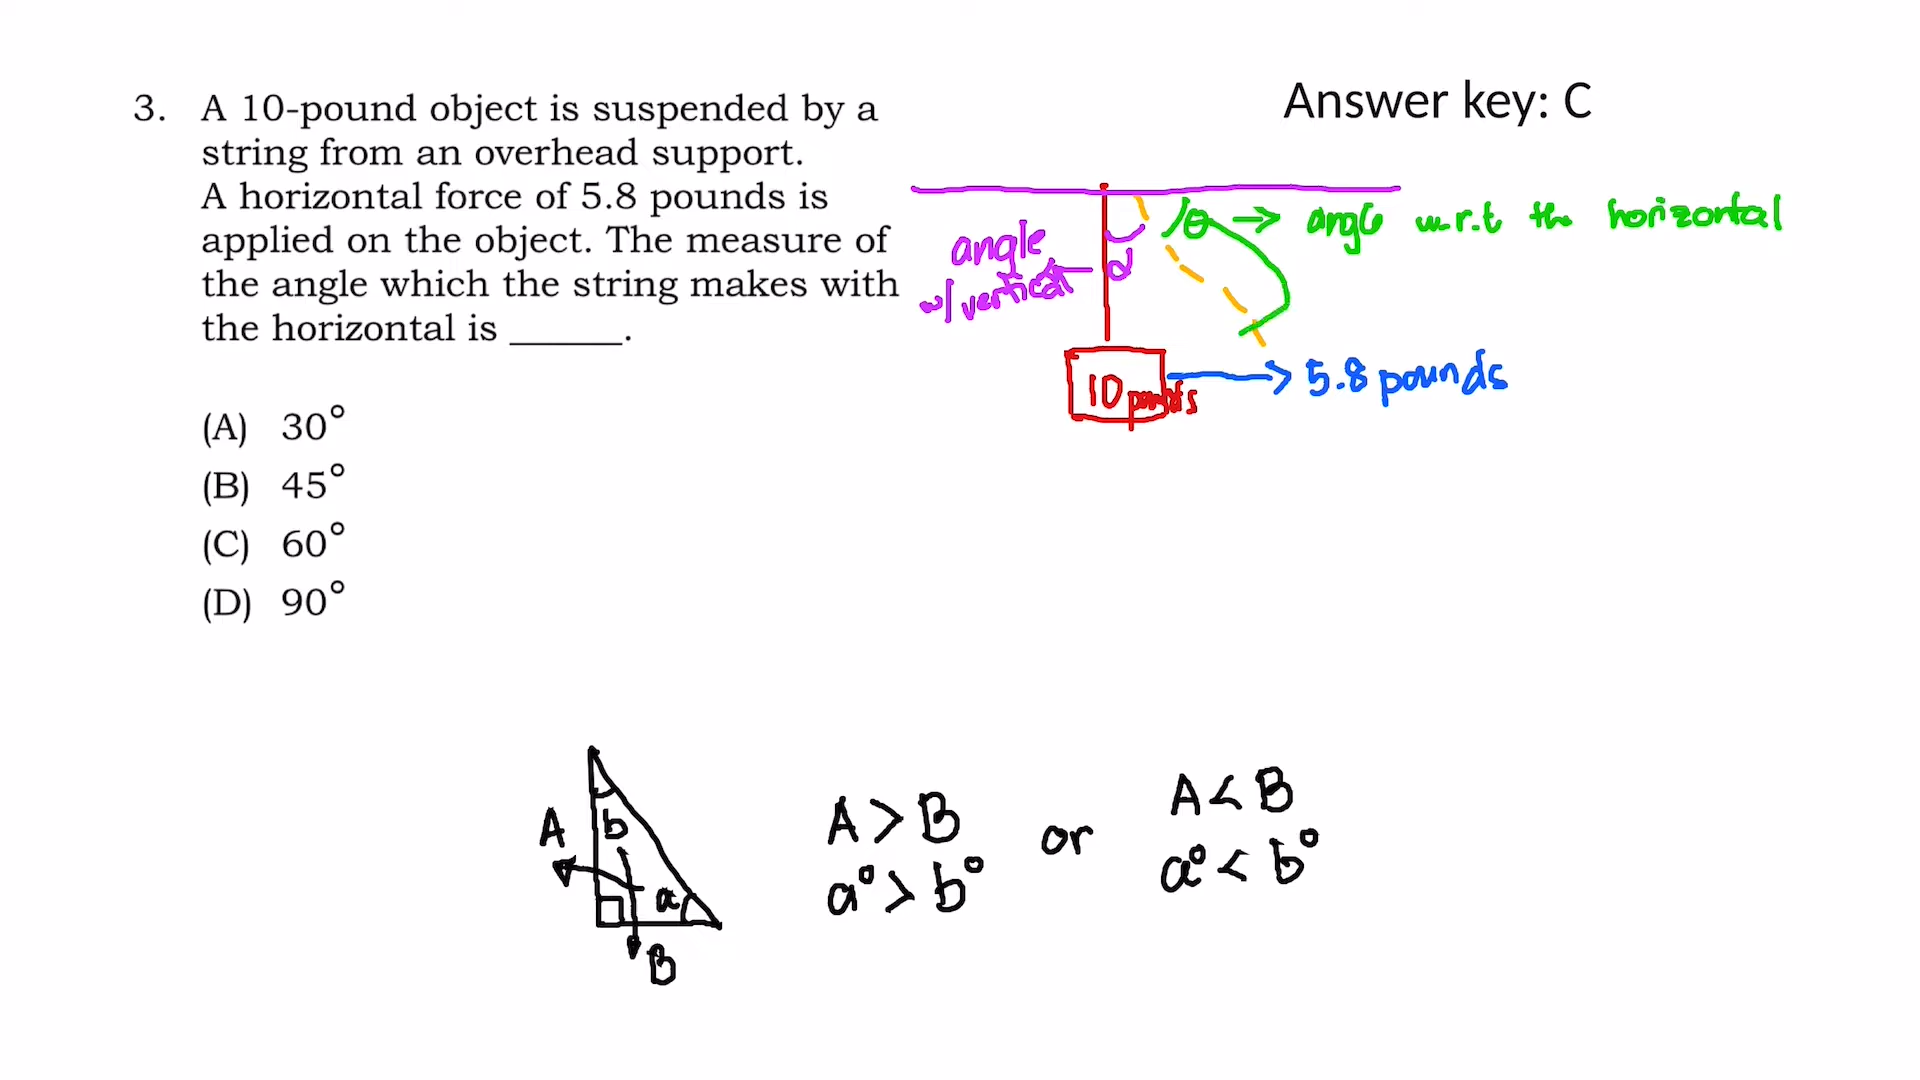 3. A 10-pound object is suspended by a
string from an overhead support.
A horizontal force of 5.8 pounds is
applied on the object. The measure of
the angle which the string makes with
the horizontal is ______.
(A) 30°
(B) 45°
(C) 60°
(D) 90°
Answer key: C
θ → angle w.r.t the horizontal
angle
w/ vertical
α
10 pounds
5.8 pounds
A
b
a
B
A > B
a° > b°
or
A < B
a° < b°